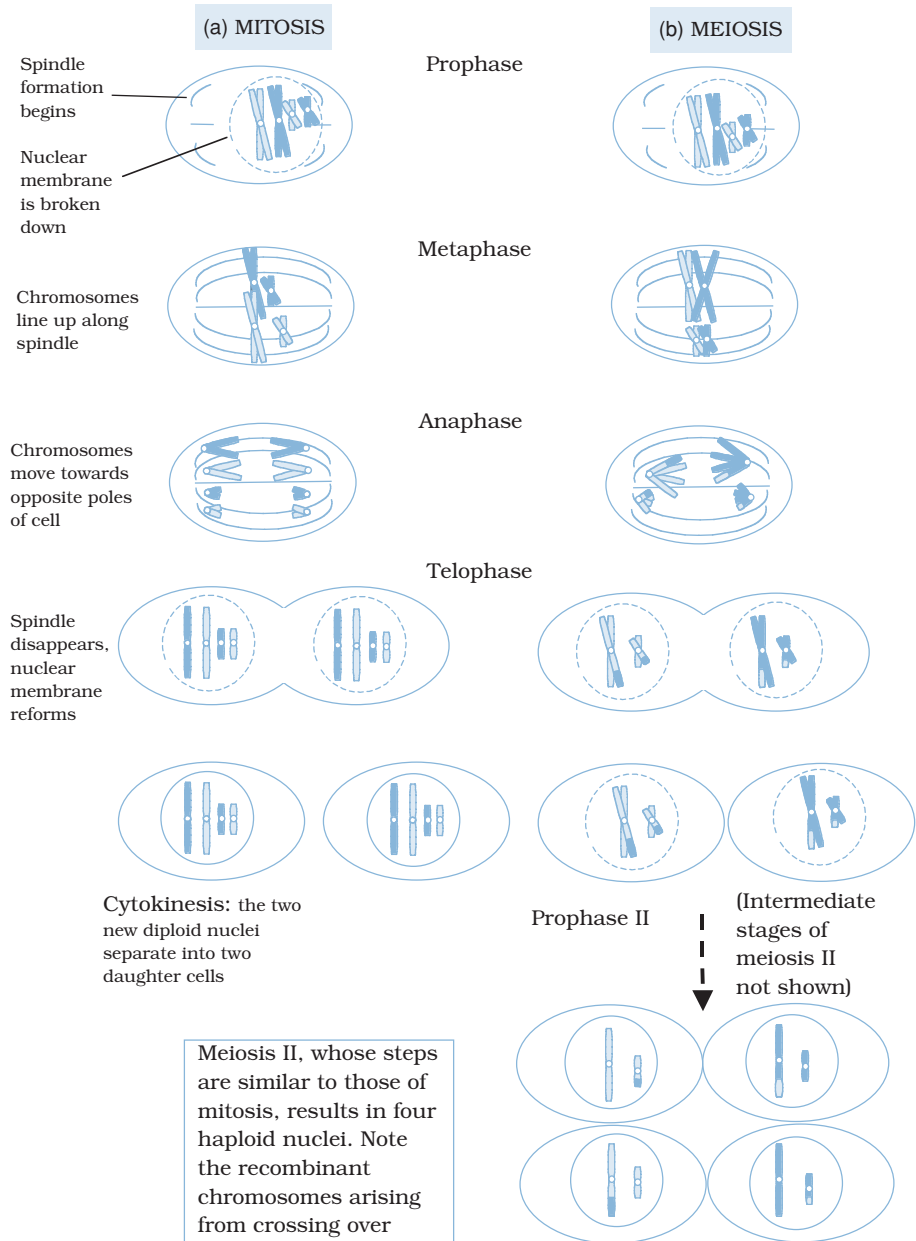 (a) MITOSIS
(b) MEIOSIS
Prophase
Spindle
formation
begins
Nuclear
membrane
is broken
down
Metaphase
Chromosomes
line up along
spindle
Anaphase
Chromosomes
move towards
opposite poles
of cell
Telophase
Spindle
disappears,
nuclear
membrane
reforms
Cytokinesis: the two
new diploid nuclei
separate into two
daughter cells
Prophase II
(Intermediate
stages of
meiosis II
not shown)
Meiosis II, whose steps
are similar to those of
mitosis, results in four
haploid nuclei. Note
the recombinant
chromosomes arising
from crossing over